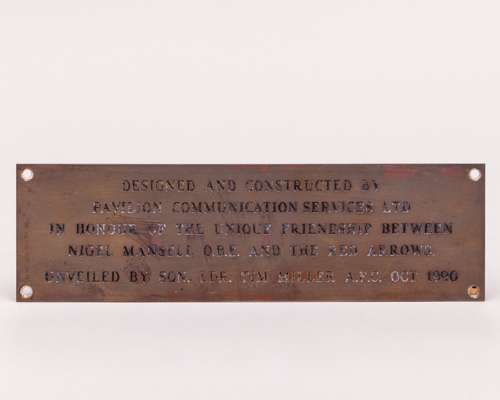 DESIGNED AND CONSTRUCTED BY
PAVILION COMMUNICATION SERVICES LTD
IN HONOUR OF THE UNIQUE FRIENDSHIP BETWEEN
NIGEL MANSELL O.B.E. AND THE RED ARROWS
UNVEILED BY SQN. LDR. TIM MILLER A.F.C. OCT 1990